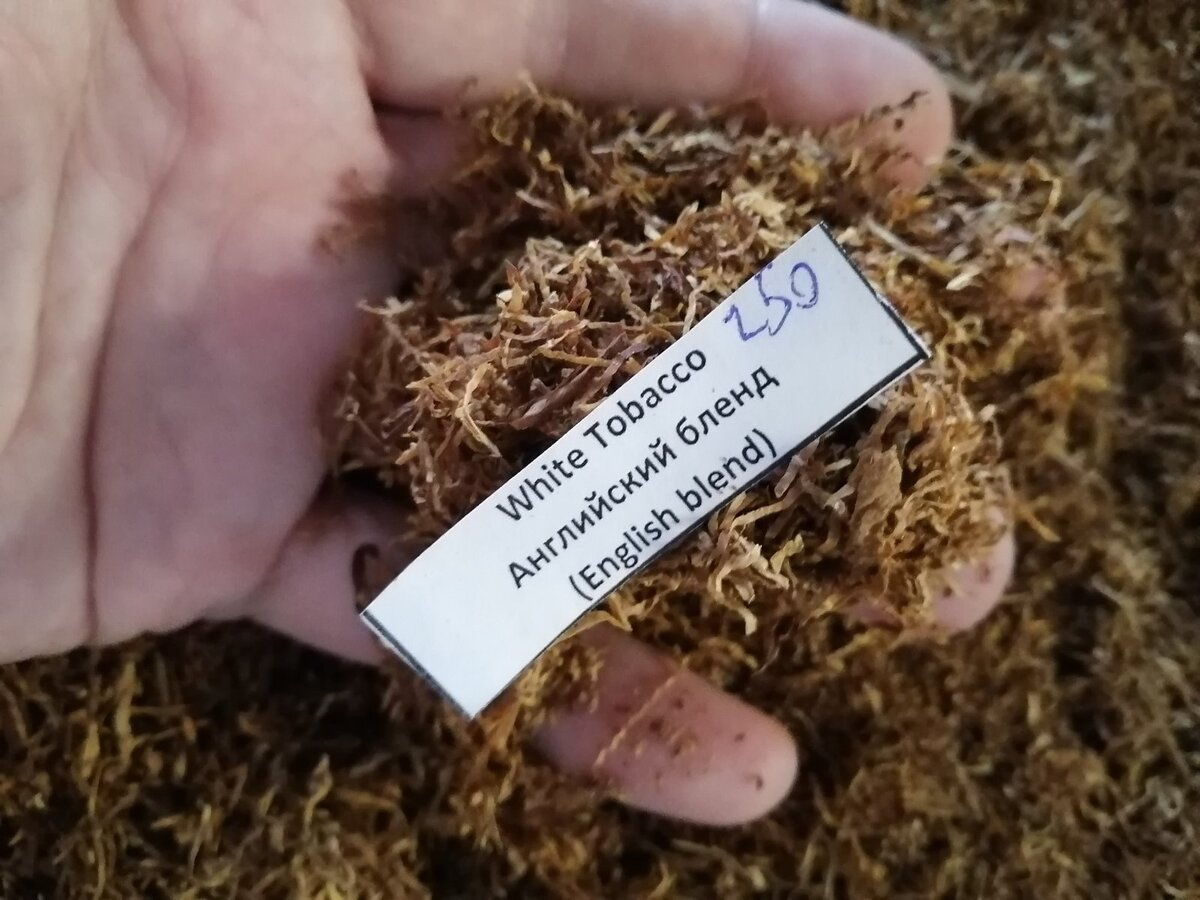 250
White Tobacco
Английский бленд
(English blend)